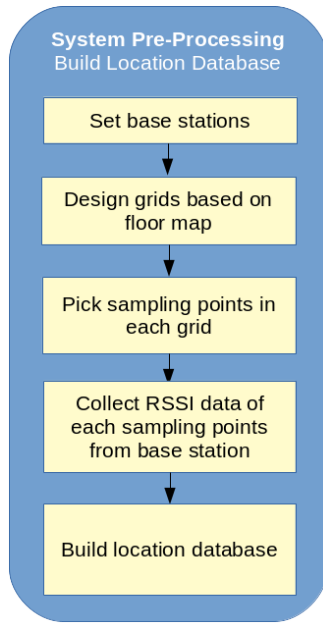 System Pre-Processing
Build Location Database
Set base stations
Design grids based on
floor map
Pick sampling points in
each grid
Collect RSSI data of
each sampling points
from base station
Build location database